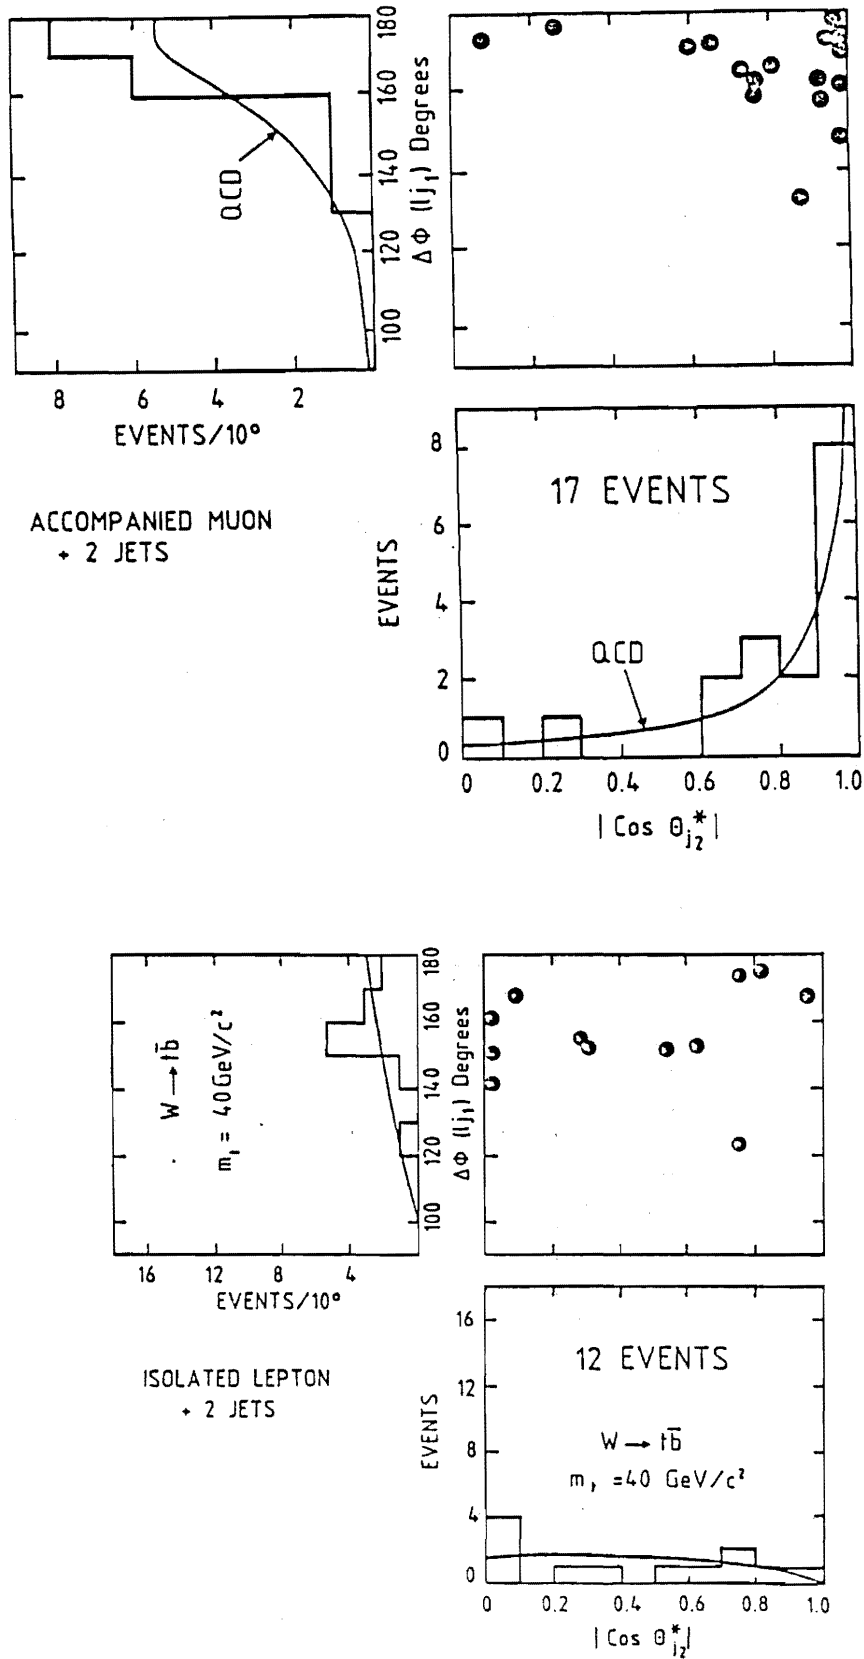 180
160
140
120
100
ΔΦ (lj₁) Degrees
QCD
8 6 4 2
EVENTS/10°
ACCOMPANIED MUON
+ 2 JETS
8
6
4
2
0
EVENTS
17 EVENTS
QCD
0 0.2 0.4 0.6 0.8 1.0
| Cos θ*j₂ |
180
160
140
120
100
ΔΦ (lj₁) Degrees
W → tb̄
mₜ = 40 GeV/c²
16 12 8 4
EVENTS/10°
ISOLATED LEPTON
+ 2 JETS
16
12
8
4
0
EVENTS
12 EVENTS
W → tb̄
mₜ = 40 GeV/c²
0 0.2 0.4 0.6 0.8 1.0
| Cos θ*j₂ |